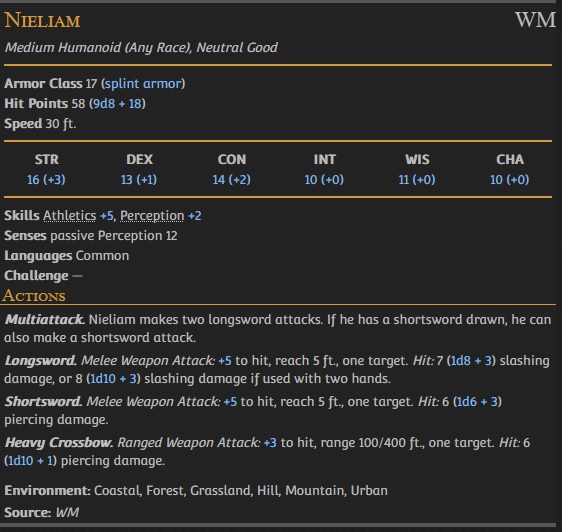 NIELIAM WM
Medium Humanoid (Any Race), Neutral Good
Armor Class 17 (splint armor)
Hit Points 58 (9d8 + 18)
Speed 30 ft.
STR DEX CON INT WIS CHA
16 (+3) 13 (+1) 14 (+2) 10 (+0) 11 (+0) 10 (+0)
Skills Athletics +5, Perception +2
Senses passive Perception 12
Languages Common
Challenge —
ACTIONS
Multiattack. Nieliam makes two longsword attacks. If he has a shortsword drawn, he can
also make a shortsword attack.
Longsword. Melee Weapon Attack: +5 to hit, reach 5 ft., one target. Hit: 7 (1d8 + 3) slashing
damage, or 8 (1d10 + 3) slashing damage if used with two hands.
Shortsword. Melee Weapon Attack: +5 to hit, reach 5 ft., one target. Hit: 6 (1d6 + 3)
piercing damage.
Heavy Crossbow. Ranged Weapon Attack: +3 to hit, range 100/400 ft., one target. Hit: 6
(1d10 + 1) piercing damage.
Environment: Coastal, Forest, Grassland, Hill, Mountain, Urban
Source: WM